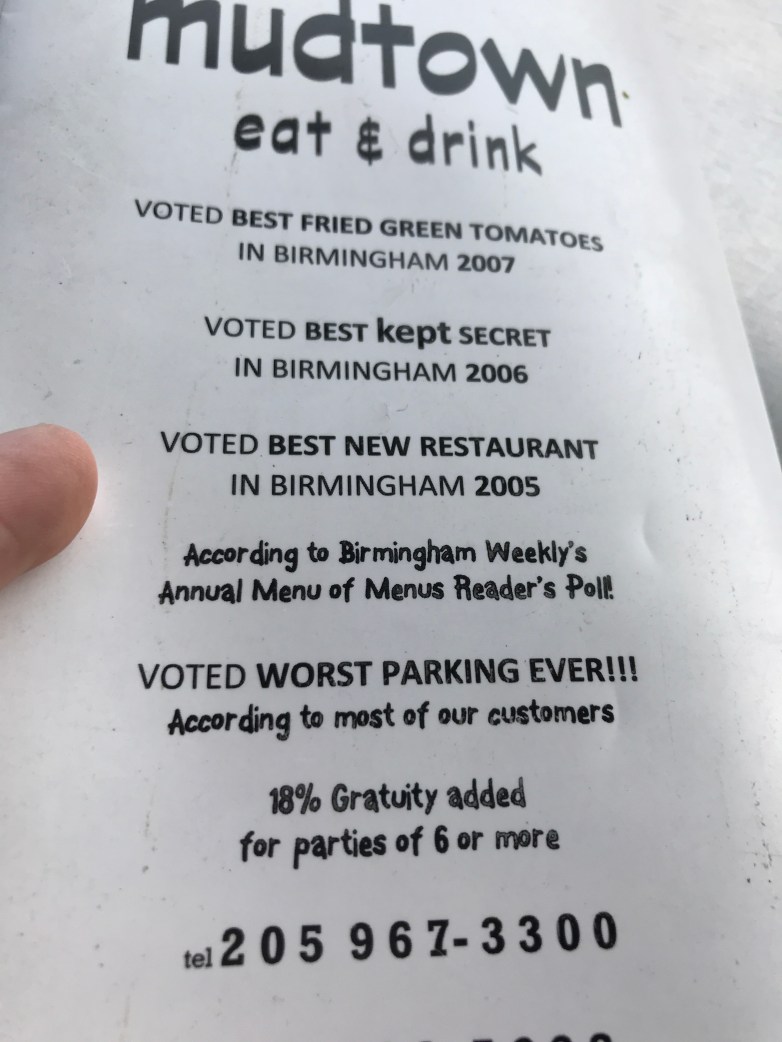 mudtown
eat & drink
VOTED BEST FRIED GREEN TOMATOES
IN BIRMINGHAM 2007
VOTED BEST kept SECRET
IN BIRMINGHAM 2006
VOTED BEST NEW RESTAURANT
IN BIRMINGHAM 2005
According to Birmingham Weekly's
Annual Menu of Menus Reader's Poll!
VOTED WORST PARKING EVER!!!
According to most of our customers
18% Gratuity added
for parties of 6 or more
tel 205 967-3300